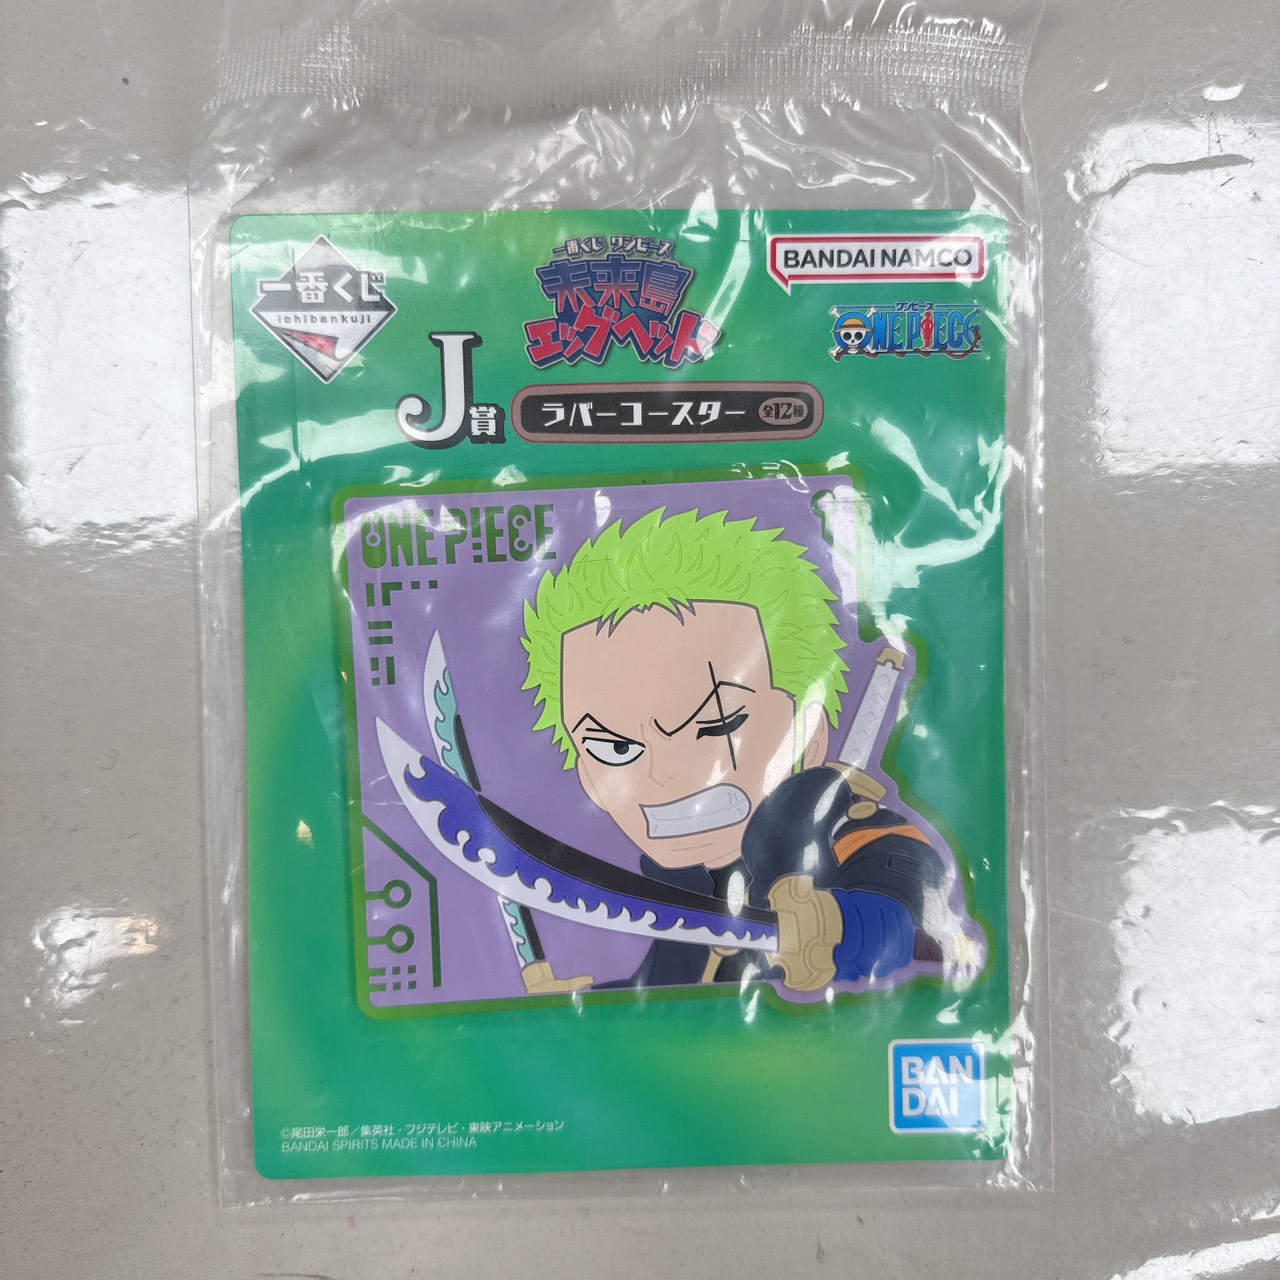 一番くじ
ichibankuji
一番くじ ワンピース
未来島
エッグヘッド
BANDAI NAMCO
ワンピース
ONE PIECE
J賞
ラバーコースター 全12種
ONE PIECE
BAN
DAI
©尾田栄一郎／集英社・フジテレビ・東映アニメーション
BANDAI SPIRITS MADE IN CHINA